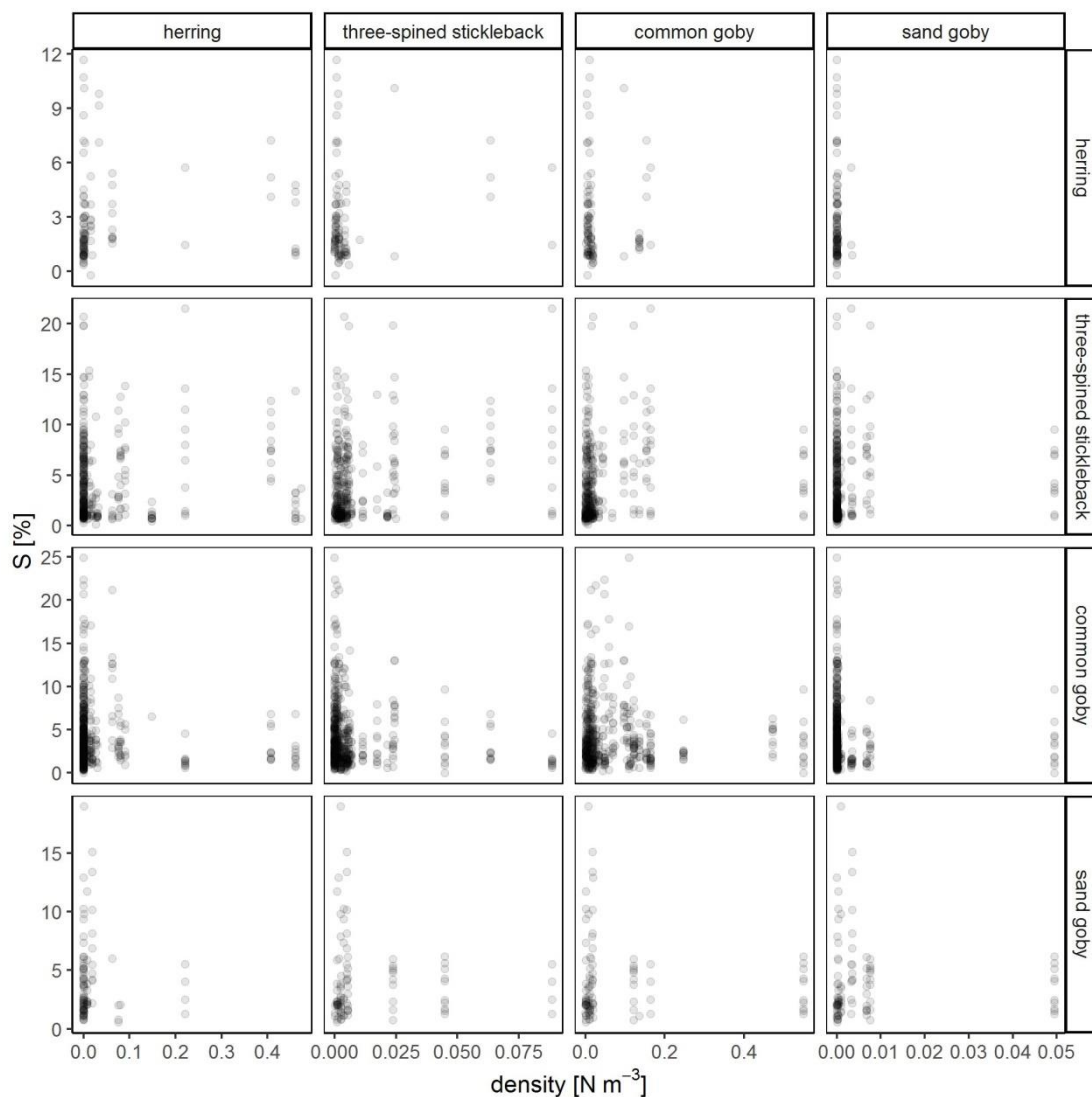 herring three-spined stickleback common goby sand goby
12
9
6
3
0
herring
20
15
10
5
0
three-spined stickleback
S [%]
25
20
15
10
5
0
common goby
15
10
5
0
sand goby
0.0 0.1 0.2 0.3 0.4 0.000 0.025 0.050 0.075 0.0 0.2 0.4 0.00 0.01 0.02 0.03 0.04 0.05
density [N m⁻³]